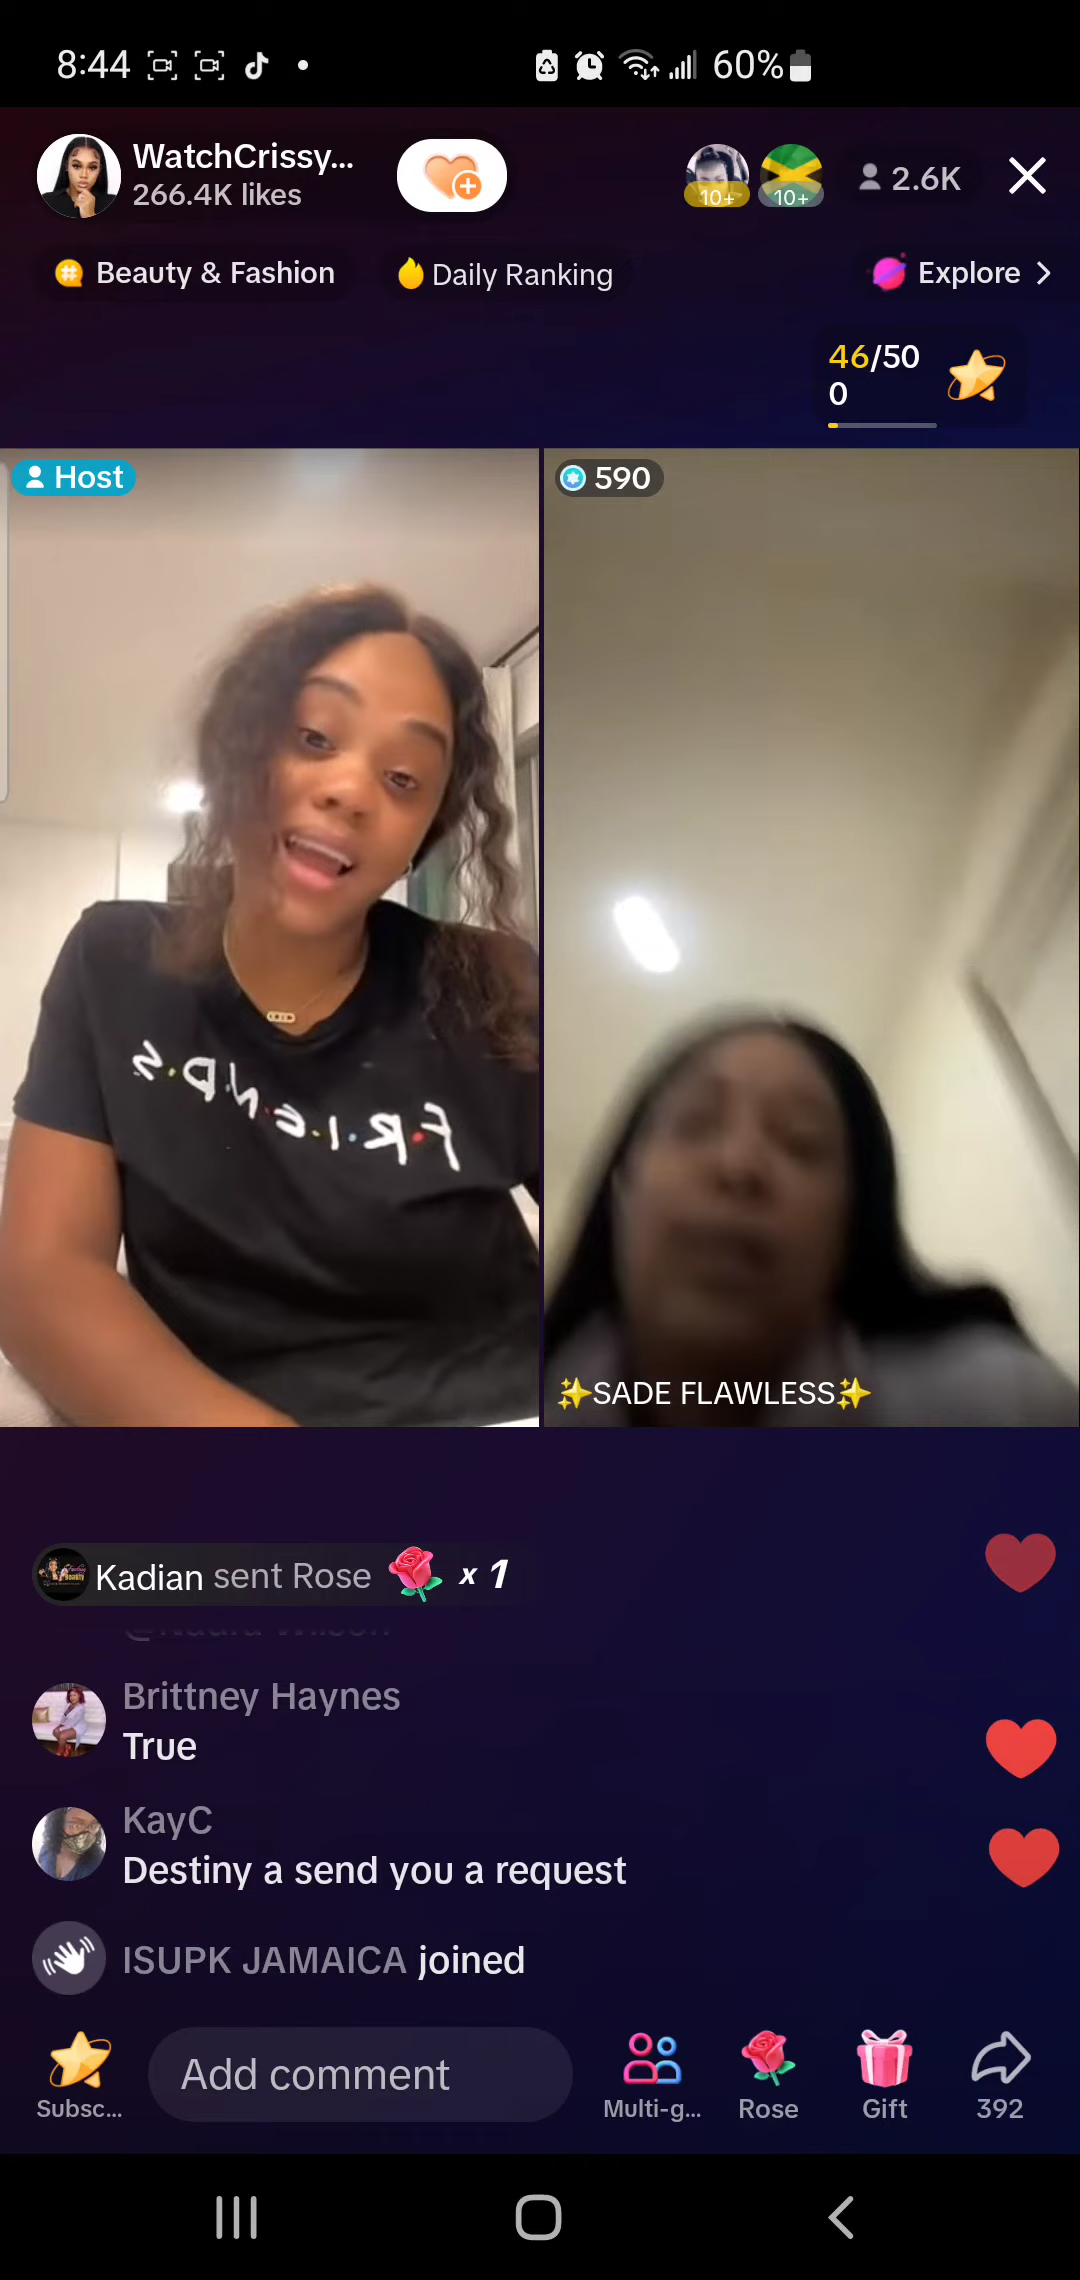 8:44
60%
WatchCrissy...
266.4K likes
10+
10+
2.6K
Beauty & Fashion
Daily Ranking
Explore >
46/50
0
Host
590
F.R.I.E.N.D.S
✨SADE FLAWLESS✨
Kadian sent Rose x 1
Brittney Haynes
True
KayC
Destiny a send you a request
ISUPK JAMAICA joined
Add comment
Subsc...
Multi-g...
Rose
Gift
392